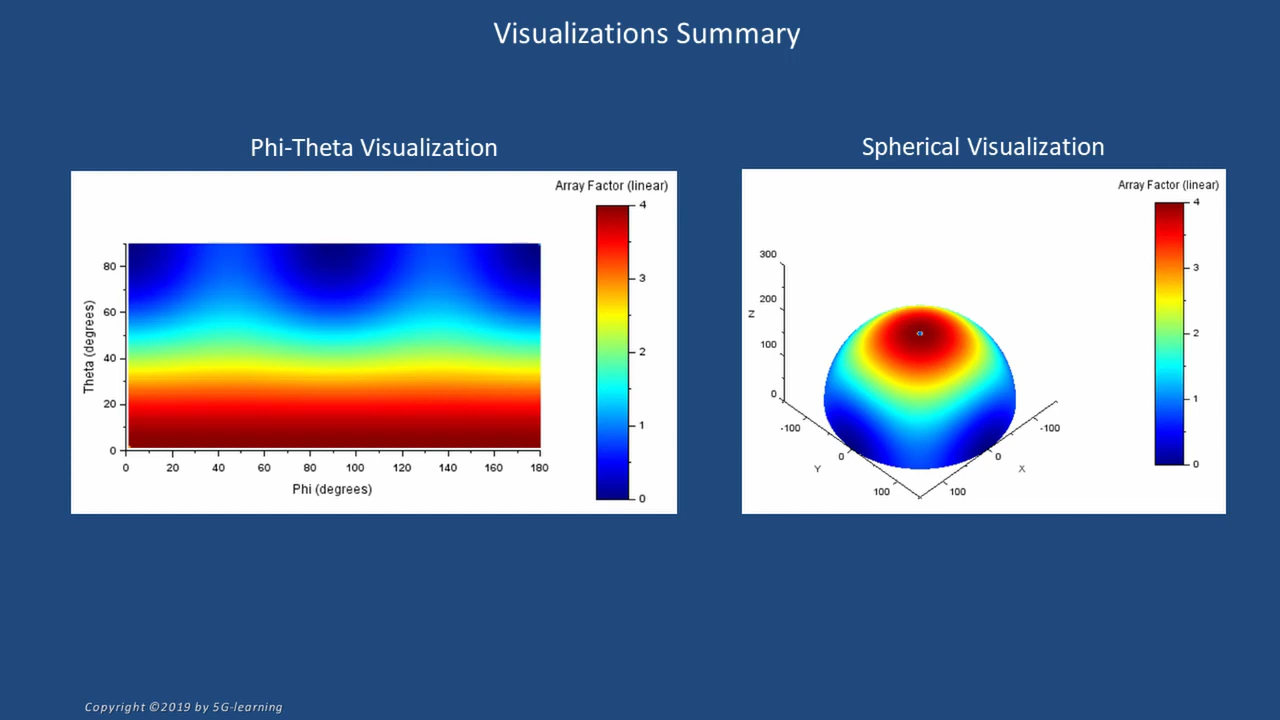 Visualizations Summary
Phi-Theta Visualization
Array Factor (linear)
4
3
2
1
0
80
60
40
20
0
Theta (degrees)
0 20 40 60 80 100 120 140 160 180
Phi (degrees)
Spherical Visualization
Array Factor (linear)
4
3
2
1
0
300
200
Z
100
0
-100
0
Y
100
-100
0
X
100
Copyright ©2019 by 5G-learning